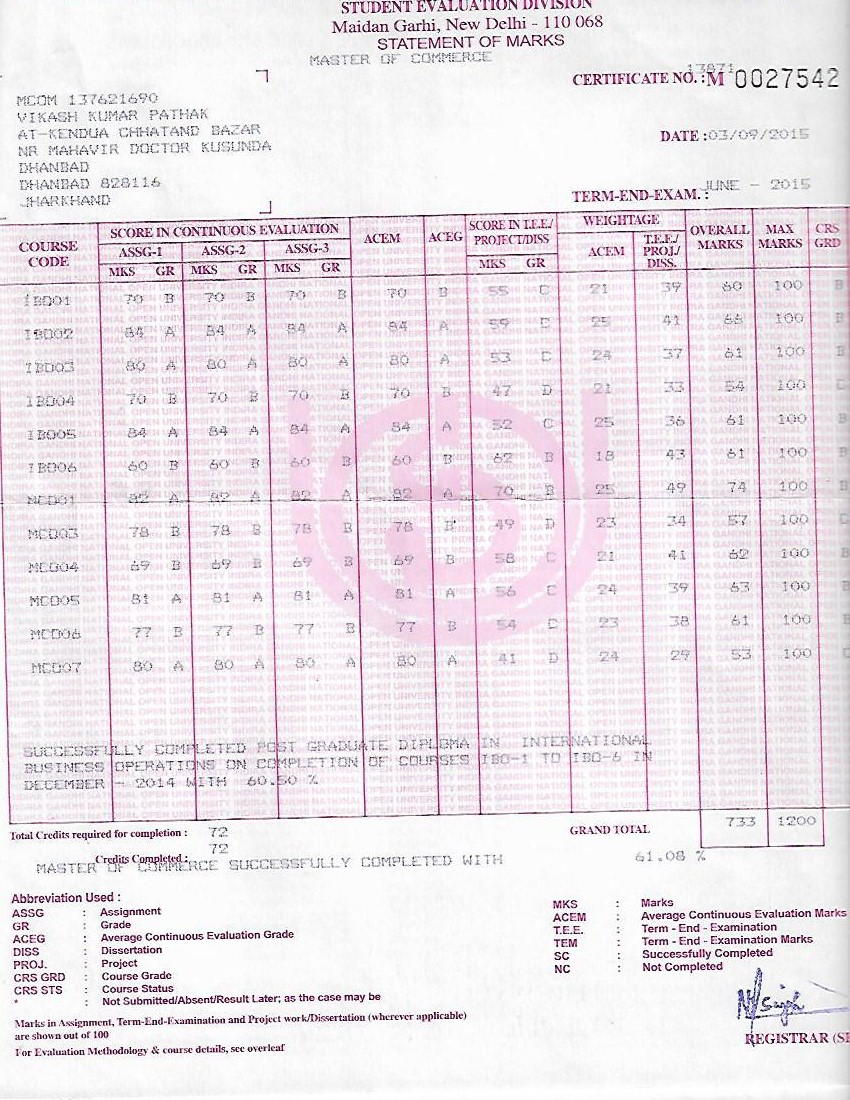 STUDENT EVALUATION DIVISION
Maidan Garhi, New Delhi - 110 068
STATEMENT OF MARKS
MASTER OF COMMERCE
13871
CERTIFICATE NO. : M 0027542
MCOM 137621690
VIKASH KUMAR PATHAK
AT-KENDUA CHHATAND BAZAR
NR MAHAVIR DOCTOR KUSUNDA
DHANBAD
DHANBAD 828116
JHARKHAND
DATE : 03/09/2015
TERM-END-EXAM. : JUNE - 2015
COURSE CODE SCORE IN CONTINUOUS EVALUATION ACEM ACEG SCORE IN T.E.E./ PROJECT/DISS WEIGHTAGE OVERALL MARKS MAX MARKS CRS GRD
ASSG-1 ASSG-2 ASSG-3 ACEM T.E.E./ PROJ./ DISS.
MKS GR MKS GR MKS GR MKS GR
IBO01 70 B 70 B 70 B 70 B 55 C 21 39 60 100 B
IBO02 84 A 84 A 84 A 84 A 59 C 25 41 66 100 B
IBO03 80 A 80 A 80 A 80 A 53 C 24 37 61 100 B
IBO04 70 B 70 B 70 B 70 B 47 D 21 33 54 100 C
IBO05 84 A 84 A 84 A 84 A 52 C 25 36 61 100 B
IBO06 60 B 60 B 60 B 60 B 62 B 18 43 61 100 B
MCO01 82 A 82 A 82 A 82 A 70 B 25 49 74 100 B
MCO03 78 B 78 B 78 B 78 B 49 D 23 34 57 100 C
MCO04 69 B 69 B 69 B 69 B 58 C 21 41 62 100 B
MCO05 81 A 81 A 81 A 81 A 56 C 24 39 63 100 B
MCO06 77 B 77 B 77 B 77 B 54 C 23 38 61 100 B
MCO07 80 A 80 A 80 A 80 A 41 D 24 29 53 100 C
SUCCESSFULLY COMPLETED POST GRADUATE DIPLOMA IN INTERNATIONAL
BUSINESS OPERATIONS ON COMPLETION OF COURSES IBO-1 TO IBO-6 IN
DECEMBER - 2014 WITH 60.50 %
Total Credits required for completion : 72
GRAND TOTAL 733 1200
Credits Completed : 72
MASTER OF COMMERCE SUCCESSFULLY COMPLETED WITH 61.08 %
Abbreviation Used :
ASSG : Assignment
GR : Grade
ACEG : Average Continuous Evaluation Grade
DISS : Dissertation
PROJ. : Project
CRS GRD : Course Grade
CRS STS : Course Status
* : Not Submitted/Absent/Result Later; as the case may be
MKS : Marks
ACEM : Average Continuous Evaluation Marks
T.E.E. : Term - End - Examination
TEM : Term - End - Examination Marks
SC : Successfully Completed
NC : Not Completed
Marks in Assignment, Term-End-Examination and Project work/Dissertation (wherever applicable)
are shown out of 100
For Evaluation Methodology & course details, see overleaf
REGISTRAR (SE